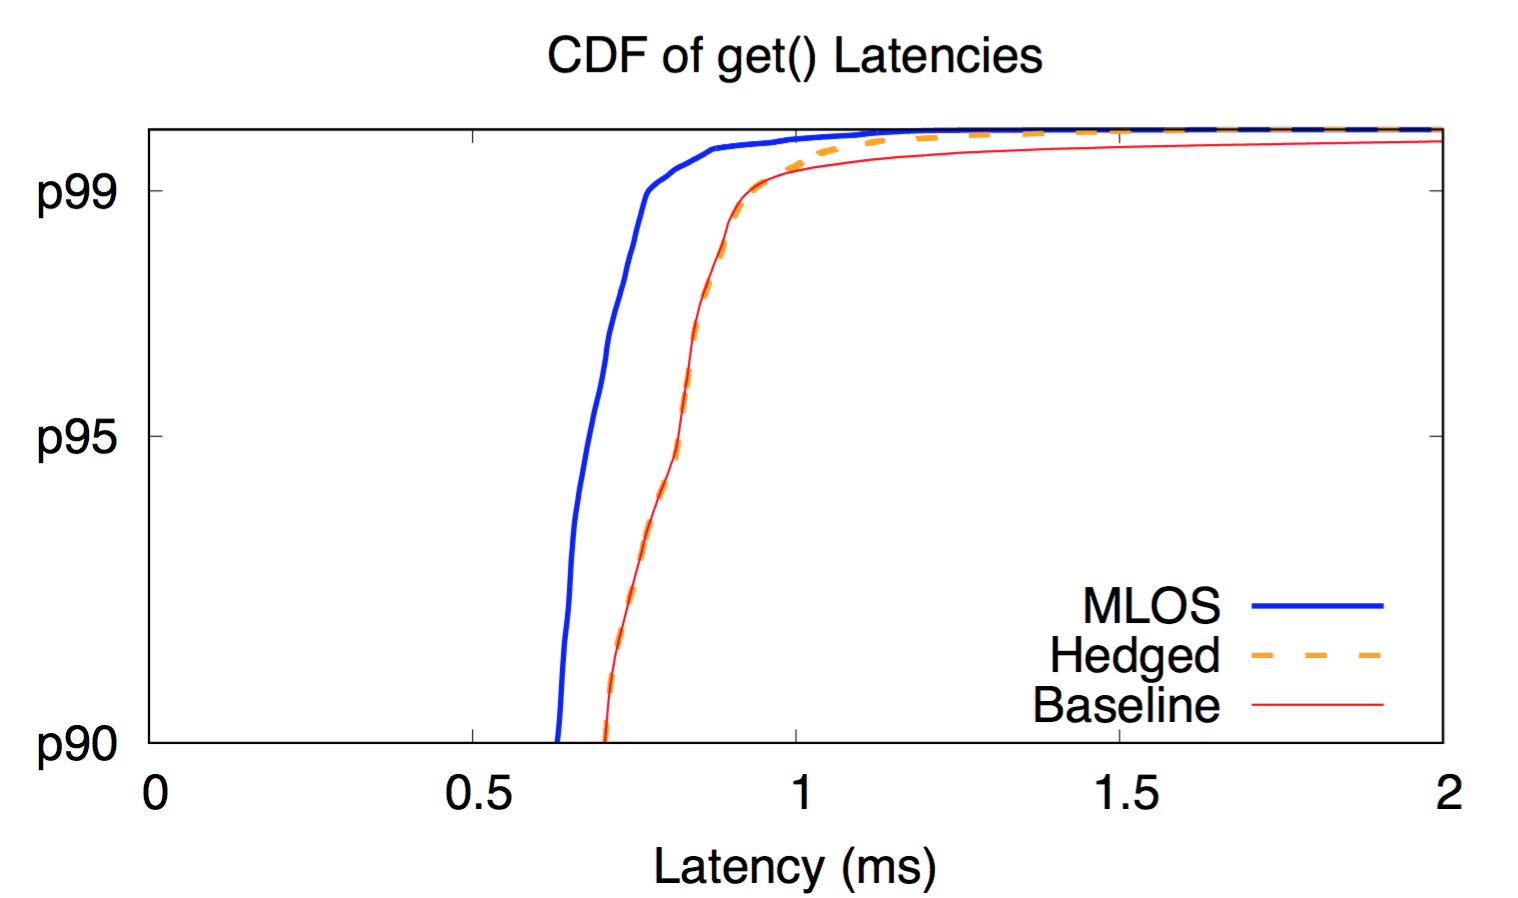 CDF of get() Latencies
p99
p95
p90
MLOS
Hedged
Baseline
0 0.5 1 1.5 2
Latency (ms)